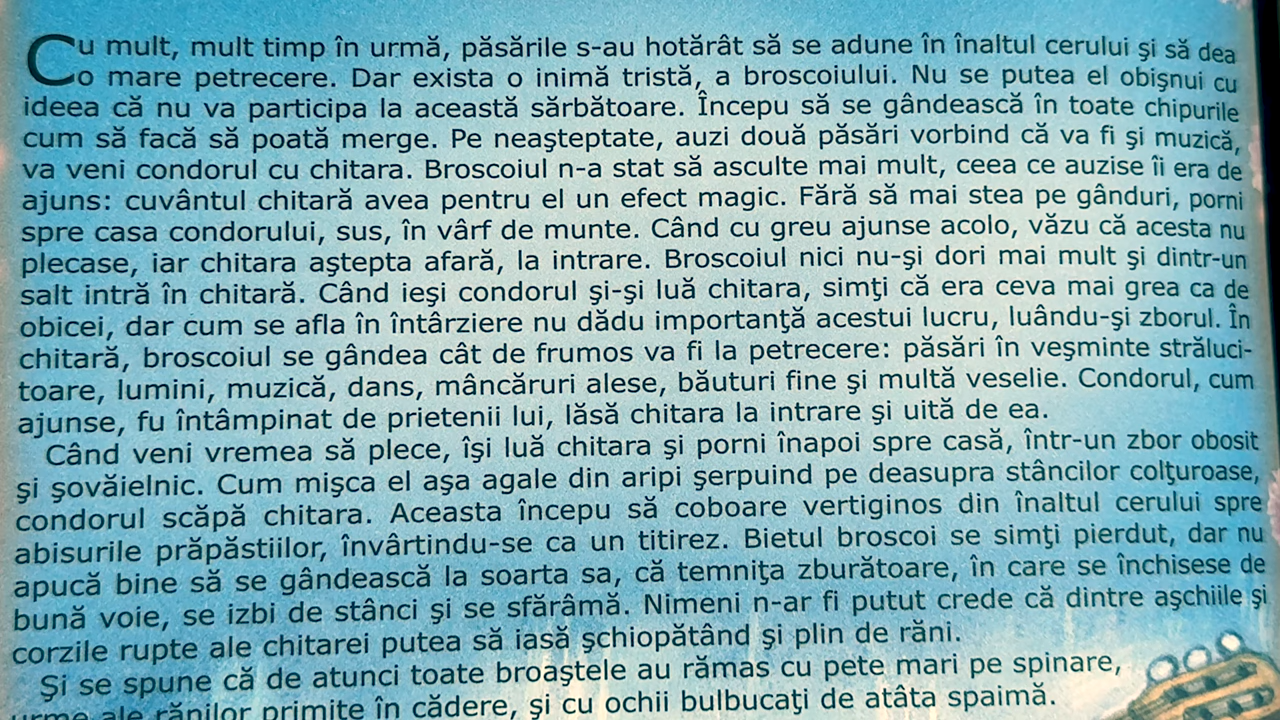 Cu mult, mult timp în urmă, păsările s-au hotărât să se adune în înaltul cerului şi să dea
o mare petrecere. Dar exista o inimă tristă, a broscoiului. Nu se putea el obişnui cu
ideea că nu va participa la această sărbătoare. Începu să se gândească în toate chipurile
cum să facă să poată merge. Pe neaşteptate, auzi două păsări vorbind că va fi şi muzică,
va veni condorul cu chitara. Broscoiul n-a stat să asculte mai mult, ceea ce auzise îi era de
ajuns: cuvântul chitară avea pentru el un efect magic. Fără să mai stea pe gânduri, porni
spre casa condorului, sus, în vârf de munte. Când cu greu ajunse acolo, văzu că acesta nu
plecase, iar chitara aştepta afară, la intrare. Broscoiul nici nu-şi dori mai mult şi dintr-un
salt intră în chitară. Când ieşi condorul şi-şi luă chitara, simţi că era ceva mai grea ca de
obicei, dar cum se afla în întârziere nu dădu importanţă acestui lucru, luându-şi zborul. În
chitară, broscoiul se gândea cât de frumos va fi la petrecere: păsări în veşminte străluci-
toare, lumini, muzică, dans, mâncăruri alese, băuturi fine şi multă veselie. Condorul, cum
ajunse, fu întâmpinat de prietenii lui, lăsă chitara la intrare şi uită de ea.
Când veni vremea să plece, îşi luă chitara şi porni înapoi spre casă, într-un zbor obosit
şi şovăielnic. Cum mişca el aşa agale din aripi şerpuind pe deasupra stâncilor colţuroase,
condorul scăpă chitara. Aceasta începu să coboare vertiginos din înaltul cerului spre
abisurile prăpăstiilor, învârtindu-se ca un titirez. Bietul broscoi se simţi pierdut, dar nu
apucă bine să se gândească la soarta sa, că temniţa zburătoare, în care se închisese de
bună voie, se izbi de stânci şi se sfărâmă. Nimeni n-ar fi putut crede că dintre aşchiile şi
corzile rupte ale chitarei putea să iasă şchiopătând şi plin de răni.
Şi se spune că de atunci toate broaştele au rămas cu pete mari pe spinare,
urme ale rănilor primite în cădere, şi cu ochii bulbucaţi de atâta spaimă.